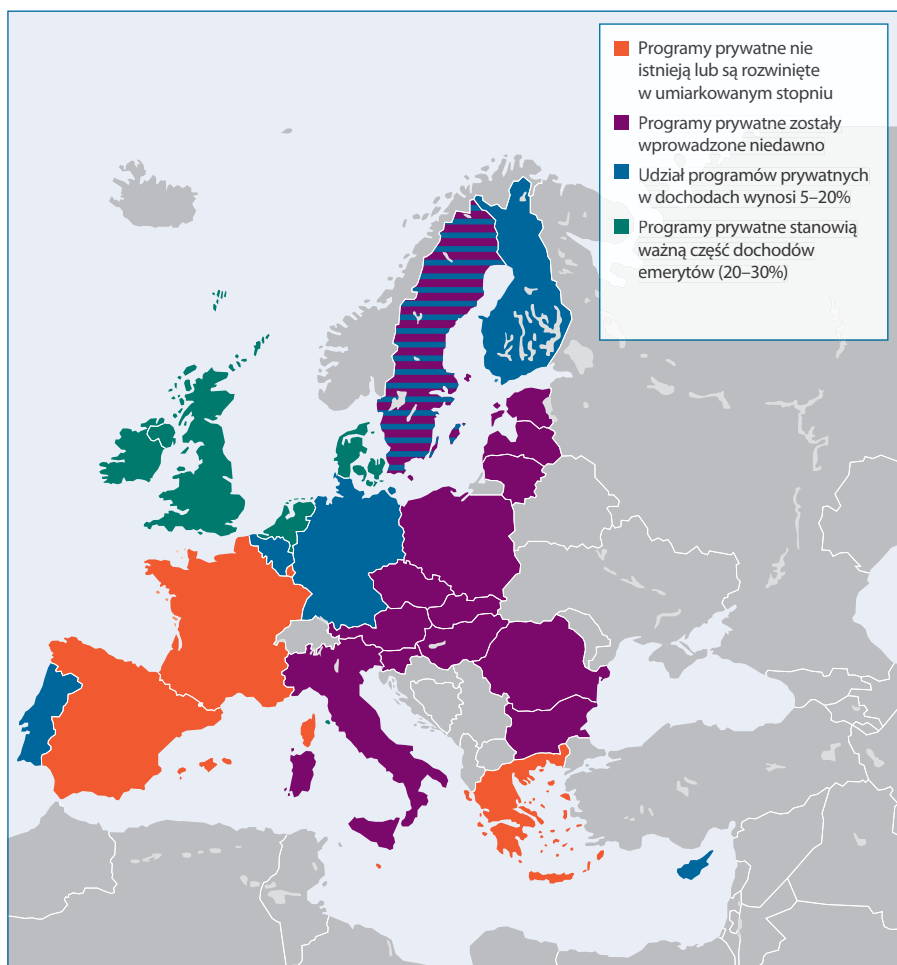 Programy prywatne nie
istnieją lub są rozwinięte
w umiarkowanym stopniu
Programy prywatne zostały
wprowadzone niedawno
Udział programów prywatnych
w dochodach wynosi 5–20%
Programy prywatne stanowią
ważną część dochodów
emerytów (20–30%)